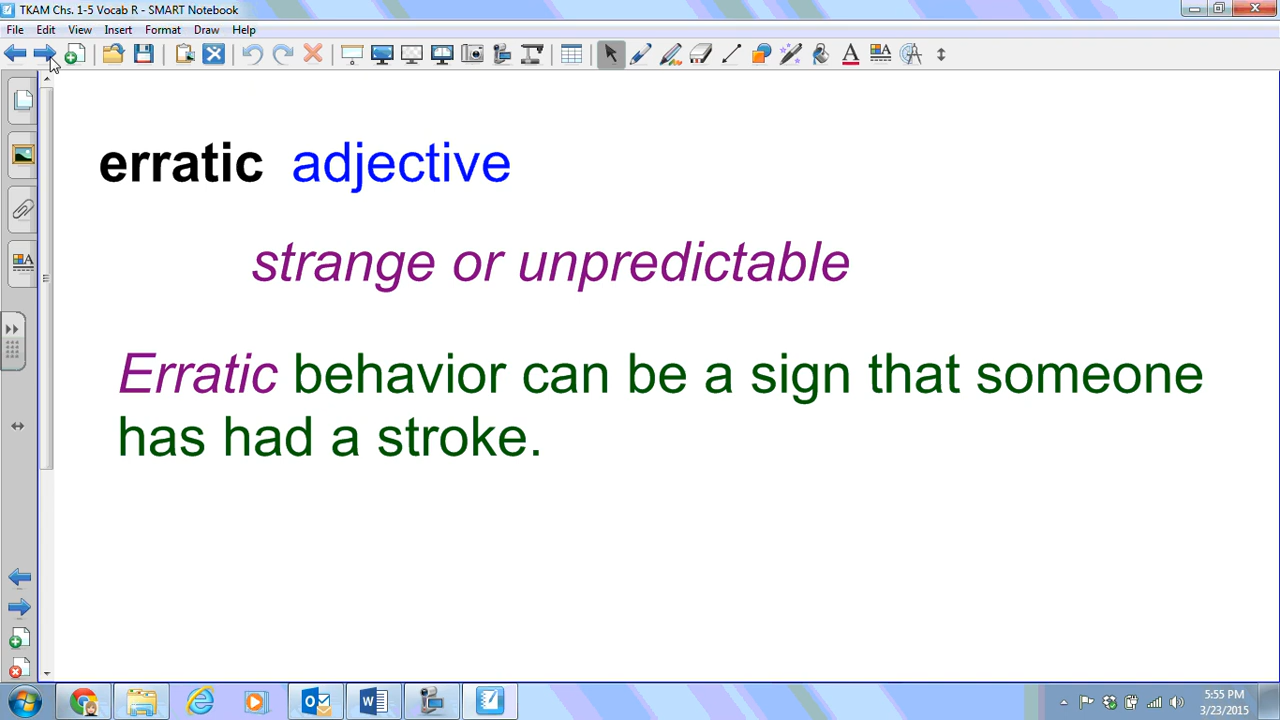 TKAM Chs. 1-5 Vocab R - SMART Notebook
File Edit View Insert Format Draw Help
erratic adjective
strange or unpredictable
Erratic behavior can be a sign that someone
has had a stroke.
5:55 PM
3/23/2015